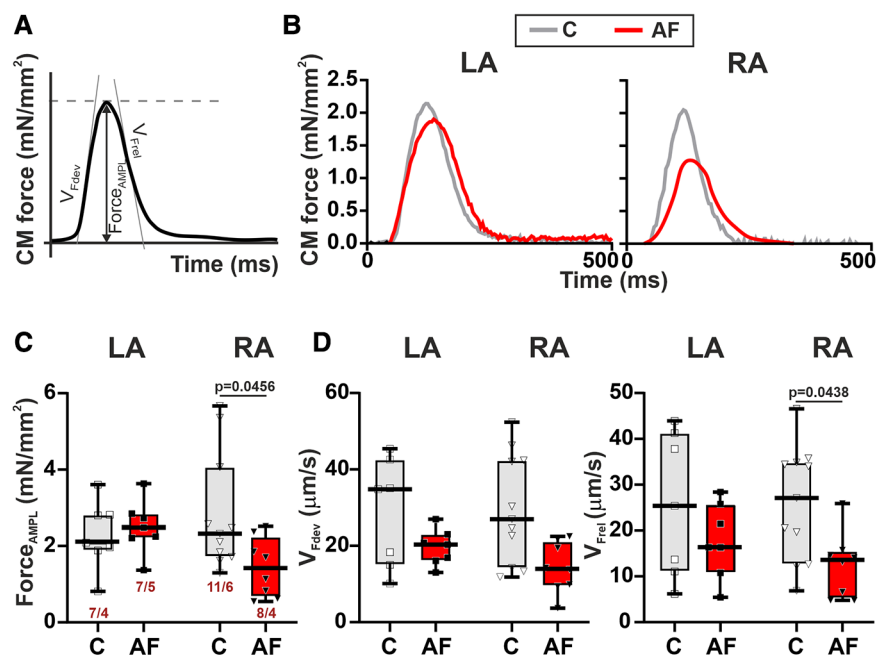 A
CM force (mN/mm²)
V_Fdev
Force_AMPL
V_Frel
Time (ms)
B
C AF
LA RA
CM force (mN/mm²)
2.5
2.0
1.5
1.0
0.5
0.0
0 500 0 500
Time (ms)
C
LA RA
Force_AMPL (mN/mm²)
p=0.0456
6
4
2
0
7/4 7/5 11/6 8/4
C AF C AF
D
LA RA
V_Fdev (μm/s)
60
40
20
0
C AF C AF
LA RA
V_Frel (μm/s)
p=0.0438
50
40
30
20
10
0
C AF C AF